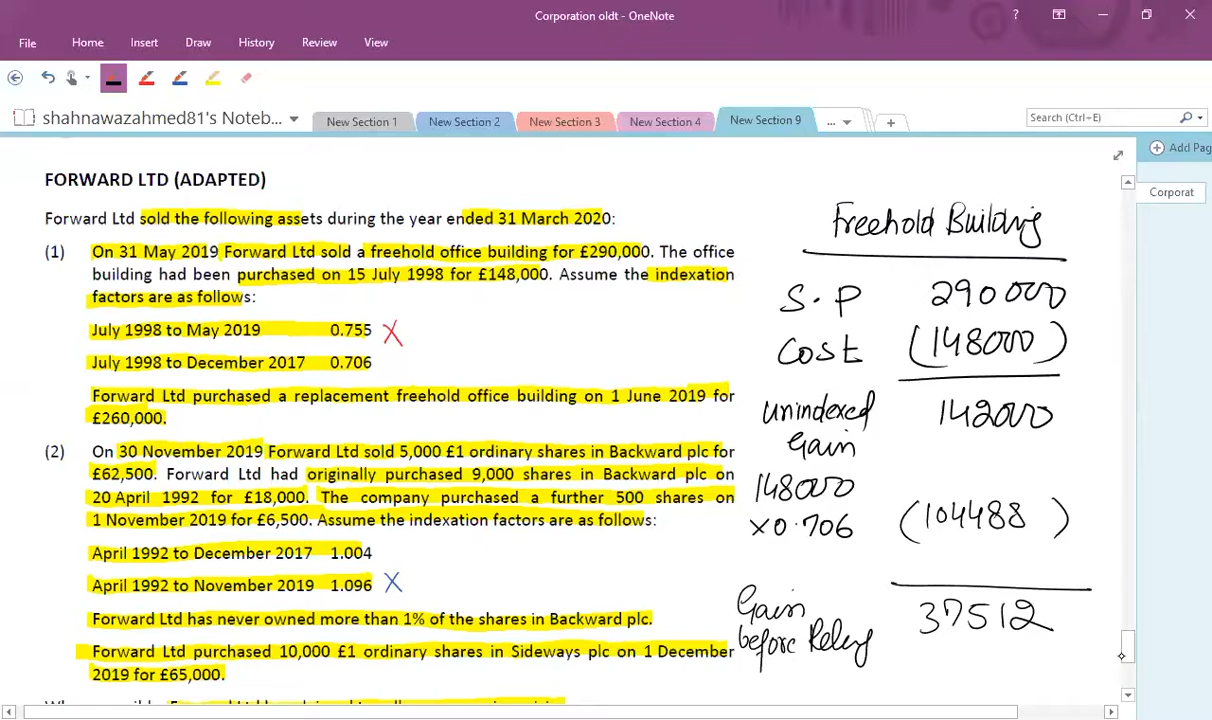 Corporation oldt - OneNote
?
File Home Insert Draw History Review View
shahnawazahmed81's Noteb... New Section 1 New Section 2 New Section 3 New Section 4 New Section 9 ... Search (Ctrl+E)
Add Pag
Corporat
FORWARD LTD (ADAPTED)
Forward Ltd sold the following assets during the year ended 31 March 2020:
(1) On 31 May 2019 Forward Ltd sold a freehold office building for £290,000. The office
building had been purchased on 15 July 1998 for £148,000. Assume the indexation
factors are as follows:
July 1998 to May 2019 0.755 X
July 1998 to December 2017 0.706
Forward Ltd purchased a replacement freehold office building on 1 June 2019 for
£260,000.
(2) On 30 November 2019 Forward Ltd sold 5,000 £1 ordinary shares in Backward plc for
£62,500. Forward Ltd had originally purchased 9,000 shares in Backward plc on
20 April 1992 for £18,000. The company purchased a further 500 shares on
1 November 2019 for £6,500. Assume the indexation factors are as follows:
April 1992 to December 2017 1.004
April 1992 to November 2019 1.096 X
Forward Ltd has never owned more than 1% of the shares in Backward plc.
Forward Ltd purchased 10,000 £1 ordinary shares in Sideways plc on 1 December
2019 for £65,000.
Freehold Building
S.P 290000
Cost (148000)
unindexed 142000
Gain
148000
x0.706 (104488)
Gain 37512
before